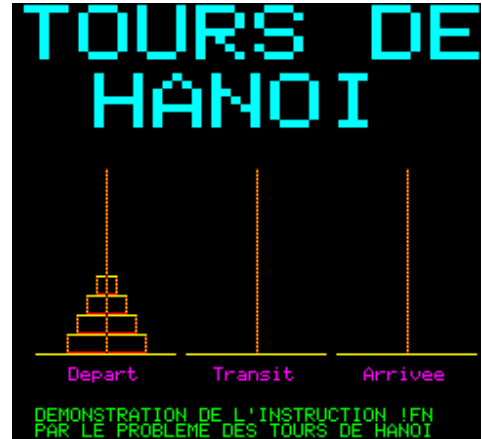 TOURS DE
HANOI
Depart Transit Arrivee
DEMONSTRATION DE L'INSTRUCTION !FN
PAR LE PROBLEME DES TOURS DE HANOI